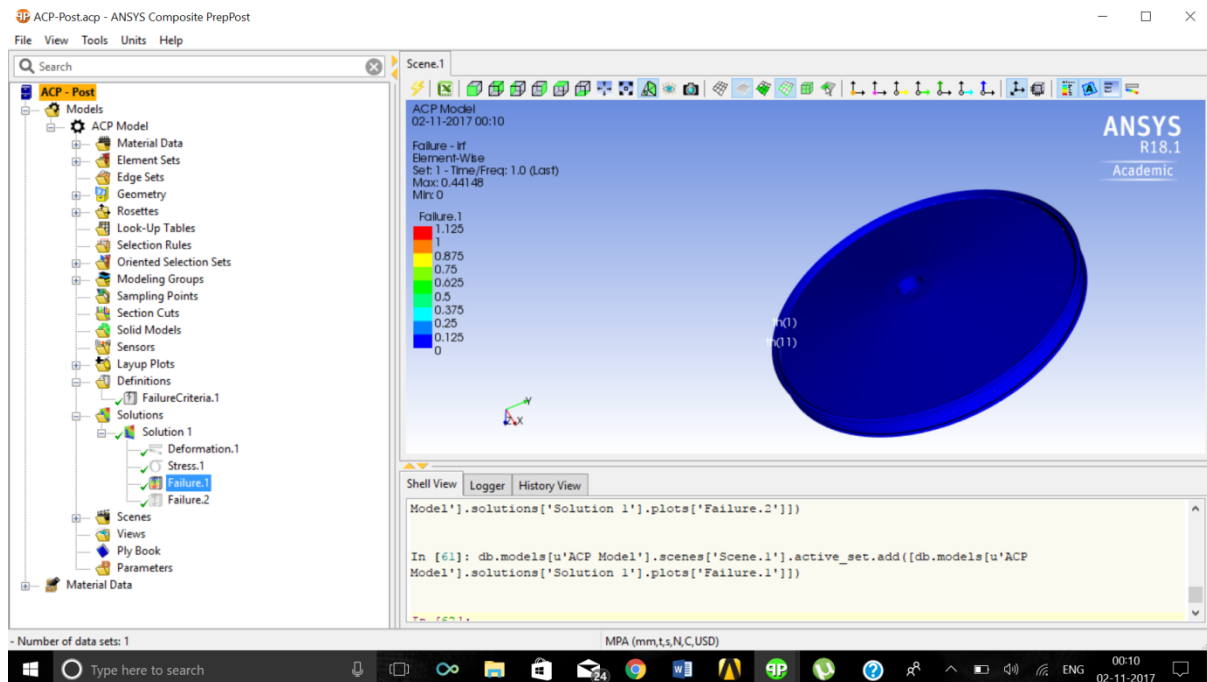 ACP-Post.acp - ANSYS Composite PrepPost
File View Tools Units Help
Search
ACP - Post
Models
ACP Model
Material Data
Element Sets
Edge Sets
Geometry
Rosettes
Look-Up Tables
Selection Rules
Oriented Selection Sets
Modeling Groups
Sampling Points
Section Cuts
Solid Models
Sensors
Layup Plots
Definitions
FailureCriteria.1
Solutions
Solution 1
Deformation.1
Stress.1
Failure.1
Failure.2
Scenes
Views
Ply Book
Parameters
Material Data
Scene.1
ACP Model
02-11-2017 00:10
Failure - irf
Element-Wise
Set: 1 - Time/Freq: 1.0 (Last)
Max: 0.44148
Min: 0
Failure.1
1.125
1
0.875
0.75
0.625
0.5
0.375
0.25
0.125
0
ANSYS
R18.1
Academic
th(1)
th(11)
Y
X
Shell View Logger History View
Model'].solutions['Solution 1'].plots['Failure.2']])
In [61]: db.models[u'ACP Model'].scenes['Scene.1'].active_set.add([db.models[u'ACP
Model'].solutions['Solution 1'].plots['Failure.1']])
In [62]:
- Number of data sets: 1
MPA (mm,t,s,N,C,USD)
Type here to search
24
ENG
00:10
02-11-2017